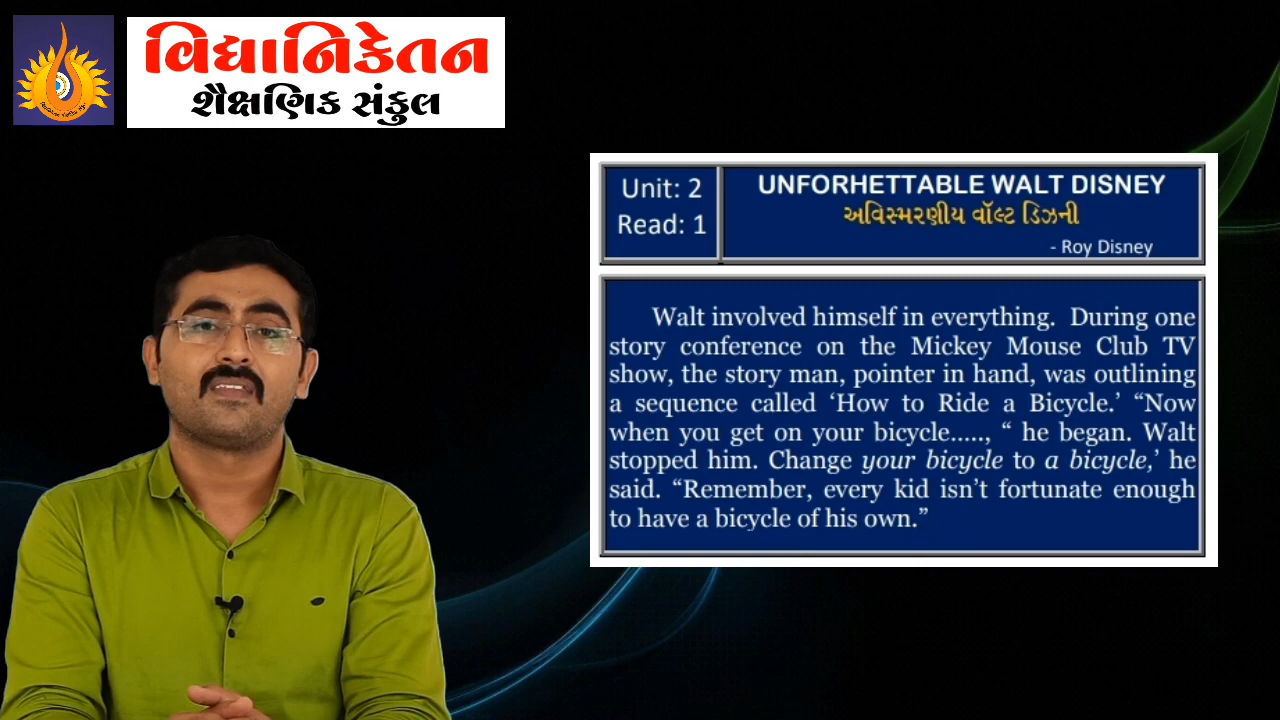 વિદ્યાનિકેતન
શૈક્ષણિક સંકુલ
Unit: 2
Read: 1
UNFORHETTABLE WALT DISNEY
અવિસ્મરણીય વૉલ્ટ ડિઝની
- Roy Disney
Walt involved himself in everything. During one
story conference on the Mickey Mouse Club TV
show, the story man, pointer in hand, was outlining
a sequence called ‘How to Ride a Bicycle.’ “Now
when you get on your bicycle....., “ he began. Walt
stopped him. Change your bicycle to a bicycle,’ he
said. “Remember, every kid isn’t fortunate enough
to have a bicycle of his own.”